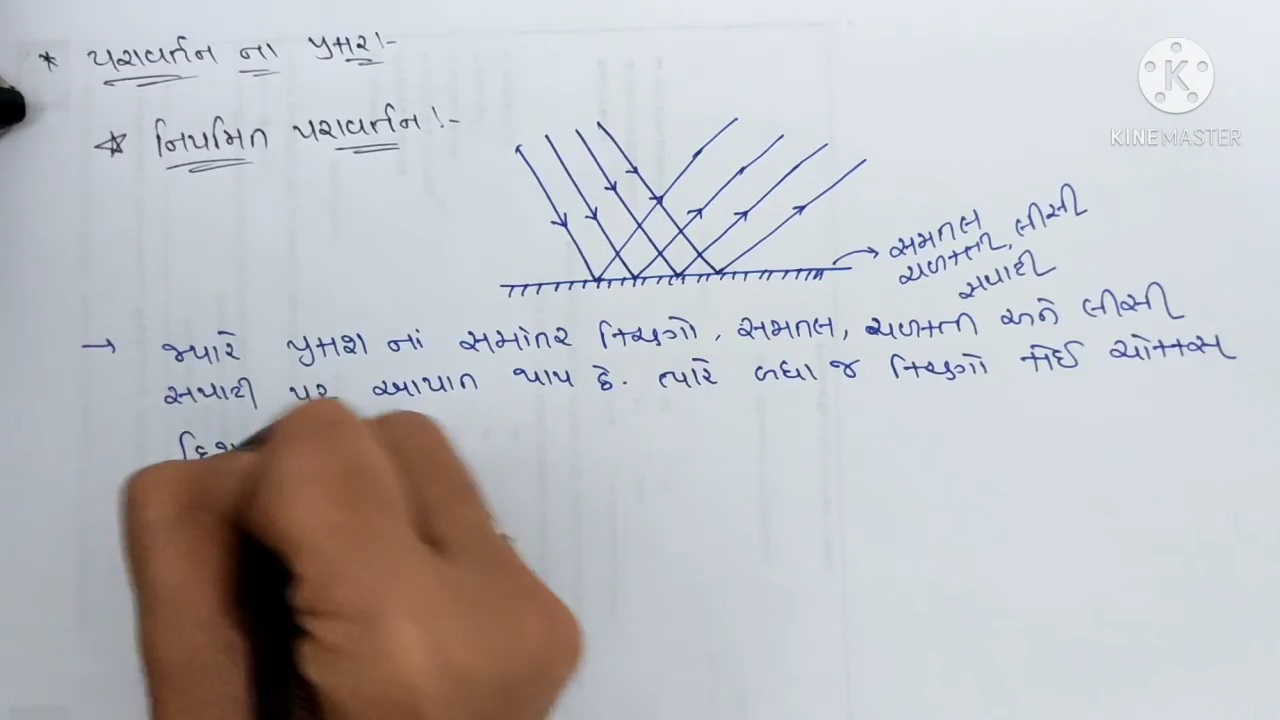 * પરાવર્તન ના પ્રકાર :-
* નિયમિત પરાવર્તન :-
→ સમતલ
ચળકતી, લીસી
સપાટી
→ જ્યારે પ્રકાશ નાં સમાંતર કિરણો, સમતલ, ચળકતી અને લીસી
સપાટી પર આપાત થાય છે. ત્યારે બધા જ કિરણો કોઈ ચોક્કસ
KINEMASTER